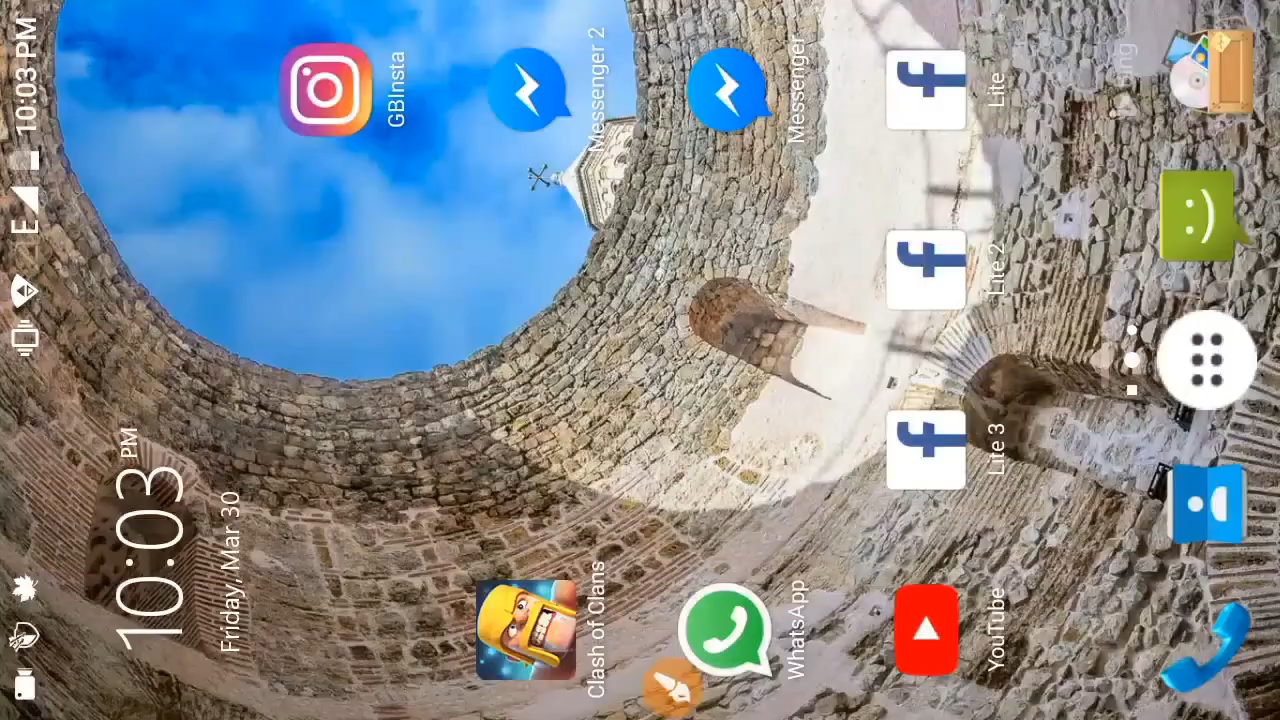 E 10:03 PM
10:03 PM
Friday, Mar 30
GBInsta
Clash of Clans
Messenger 2
WhatsApp
Messenger
YouTube
Lite 3
Lite 2
Lite